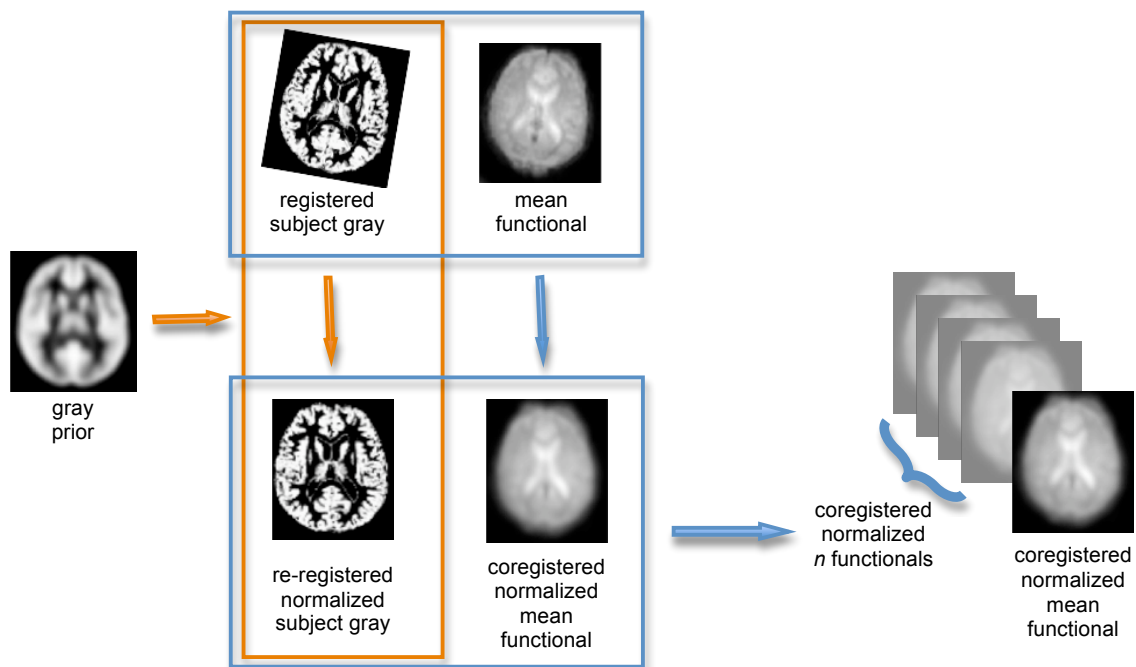 registered
subject gray
mean
functional
gray
prior
re-registered
normalized
subject gray
coregistered
normalized
mean
functional
coregistered
normalized
n functionals
coregistered
normalized
mean
functional